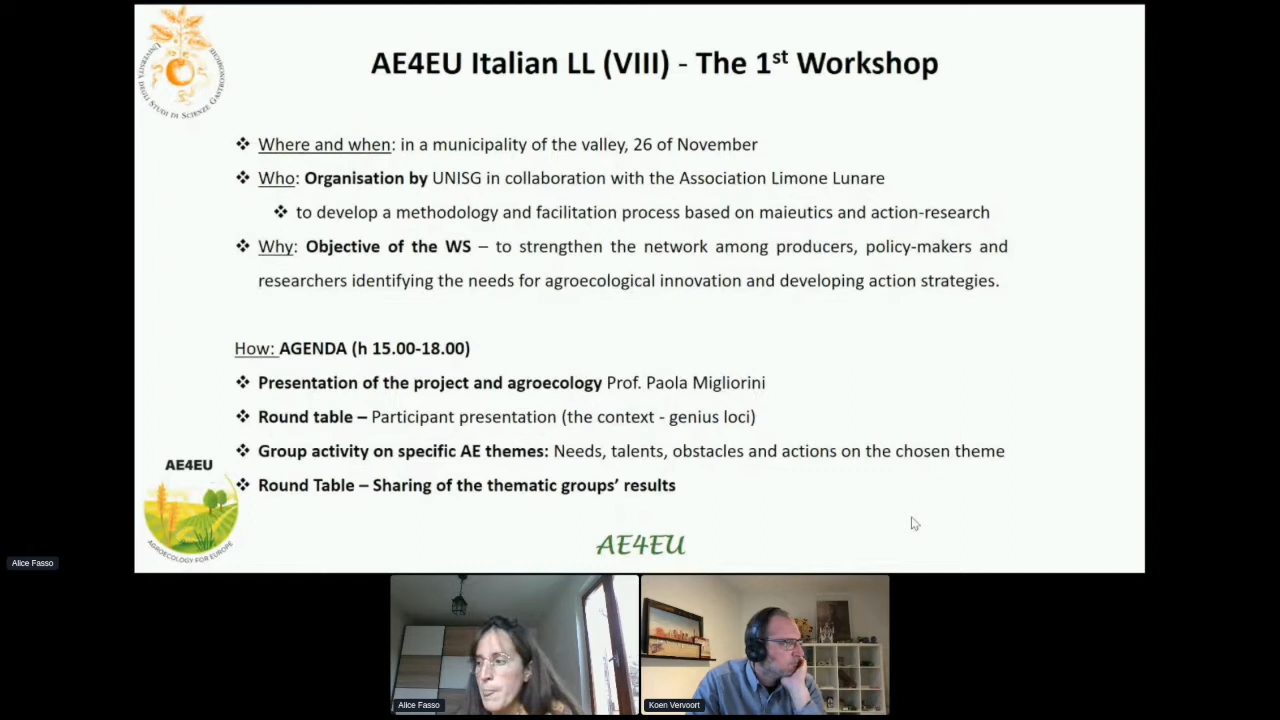 UNIVERSITÀ DEGLI STUDI DI SCIENZE GASTRONOMICHE
AE4EU Italian LL (VIII) - The 1st Workshop
❖ Where and when: in a municipality of the valley, 26 of November
❖ Who: Organisation by UNISG in collaboration with the Association Limone Lunare
❖ to develop a methodology and facilitation process based on maieutics and action-research
❖ Why: Objective of the WS – to strengthen the network among producers, policy-makers and
researchers identifying the needs for agroecological innovation and developing action strategies.
How: AGENDA (h 15.00-18.00)
❖ Presentation of the project and agroecology Prof. Paola Migliorini
❖ Round table – Participant presentation (the context - genius loci)
❖ Group activity on specific AE themes: Needs, talents, obstacles and actions on the chosen theme
❖ Round Table – Sharing of the thematic groups' results
AE4EU
AGROECOLOGY FOR EUROPE
AE4EU
Alice Fasso
Alice Fasso
Koen Vervoort